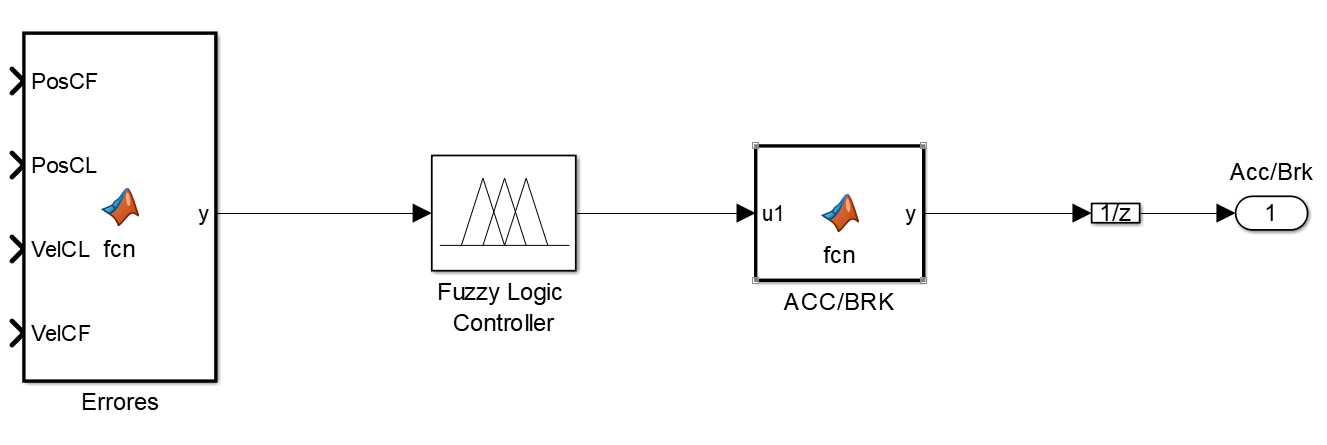 PosCF
PosCL
VelCL
VelCF
fcn
y
Errores
Fuzzy Logic
Controller
u1
fcn
y
ACC/BRK
1/z
Acc/Brk
1